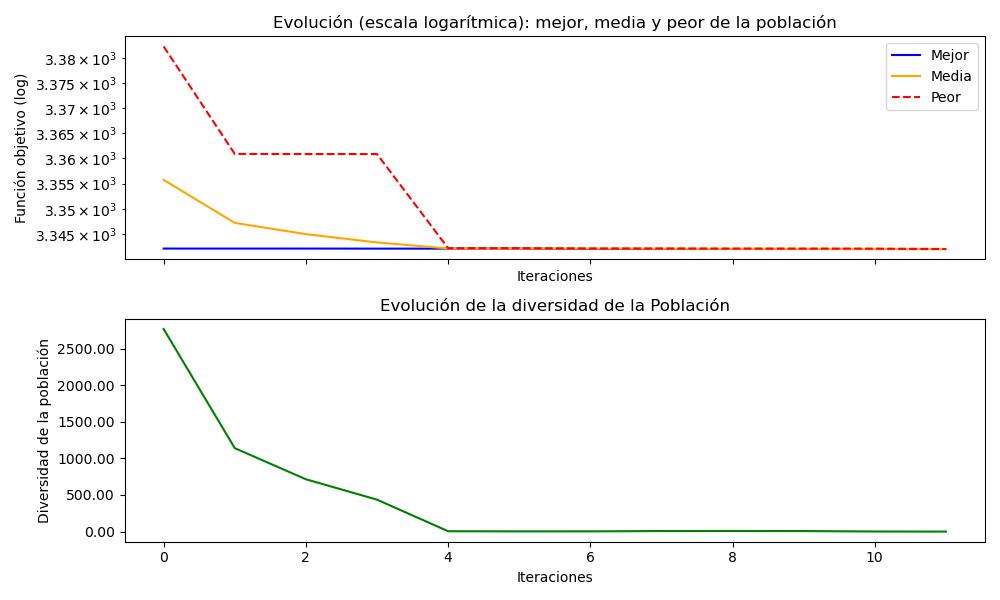 Evolución (escala logarítmica): mejor, media y peor de la población
Función objetivo (log)
3.38 × 10³
3.375 × 10³
3.37 × 10³
3.365 × 10³
3.36 × 10³
3.355 × 10³
3.35 × 10³
3.345 × 10³
Mejor
Media
Peor
Iteraciones
Evolución de la diversidad de la Población
Diversidad de la población
2500.00
2000.00
1500.00
1000.00
500.00
0.00
0 2 4 6 8 10
Iteraciones